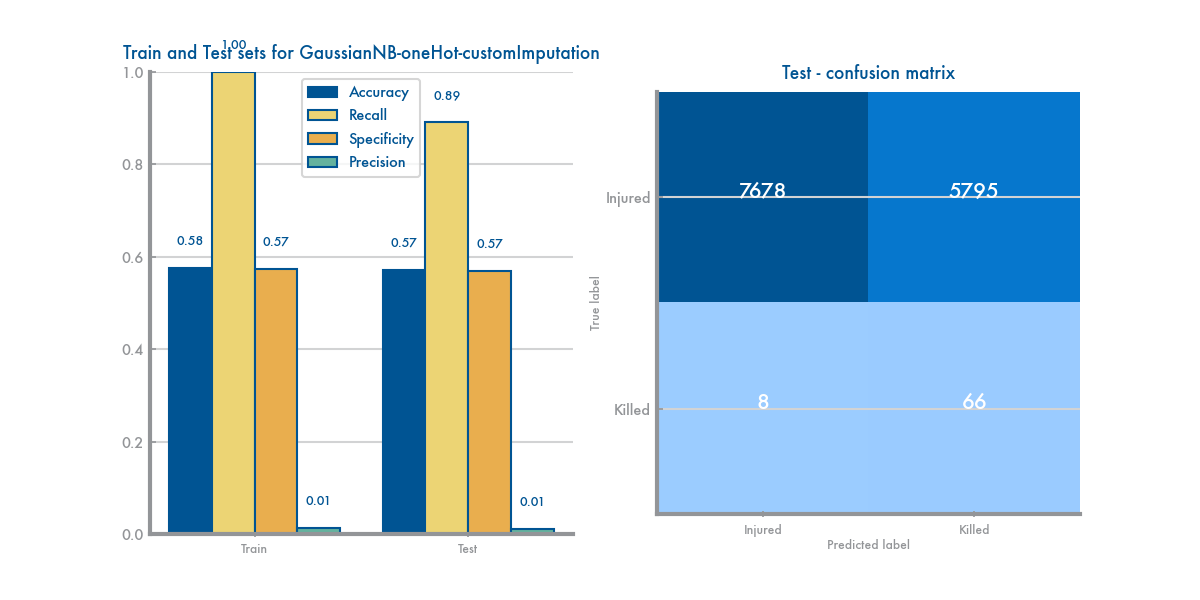 1.00
Train and Test sets for GaussianNB-oneHot-customImputation
1.0
0.8
0.6
0.4
0.2
0.0
Accuracy
Recall
Specificity
Precision
0.58
0.57
0.01
0.57
0.89
0.57
0.01
Train
Test
Test - confusion matrix
True label
Injured
7678
5795
Killed
8
66
Injured
Killed
Predicted label